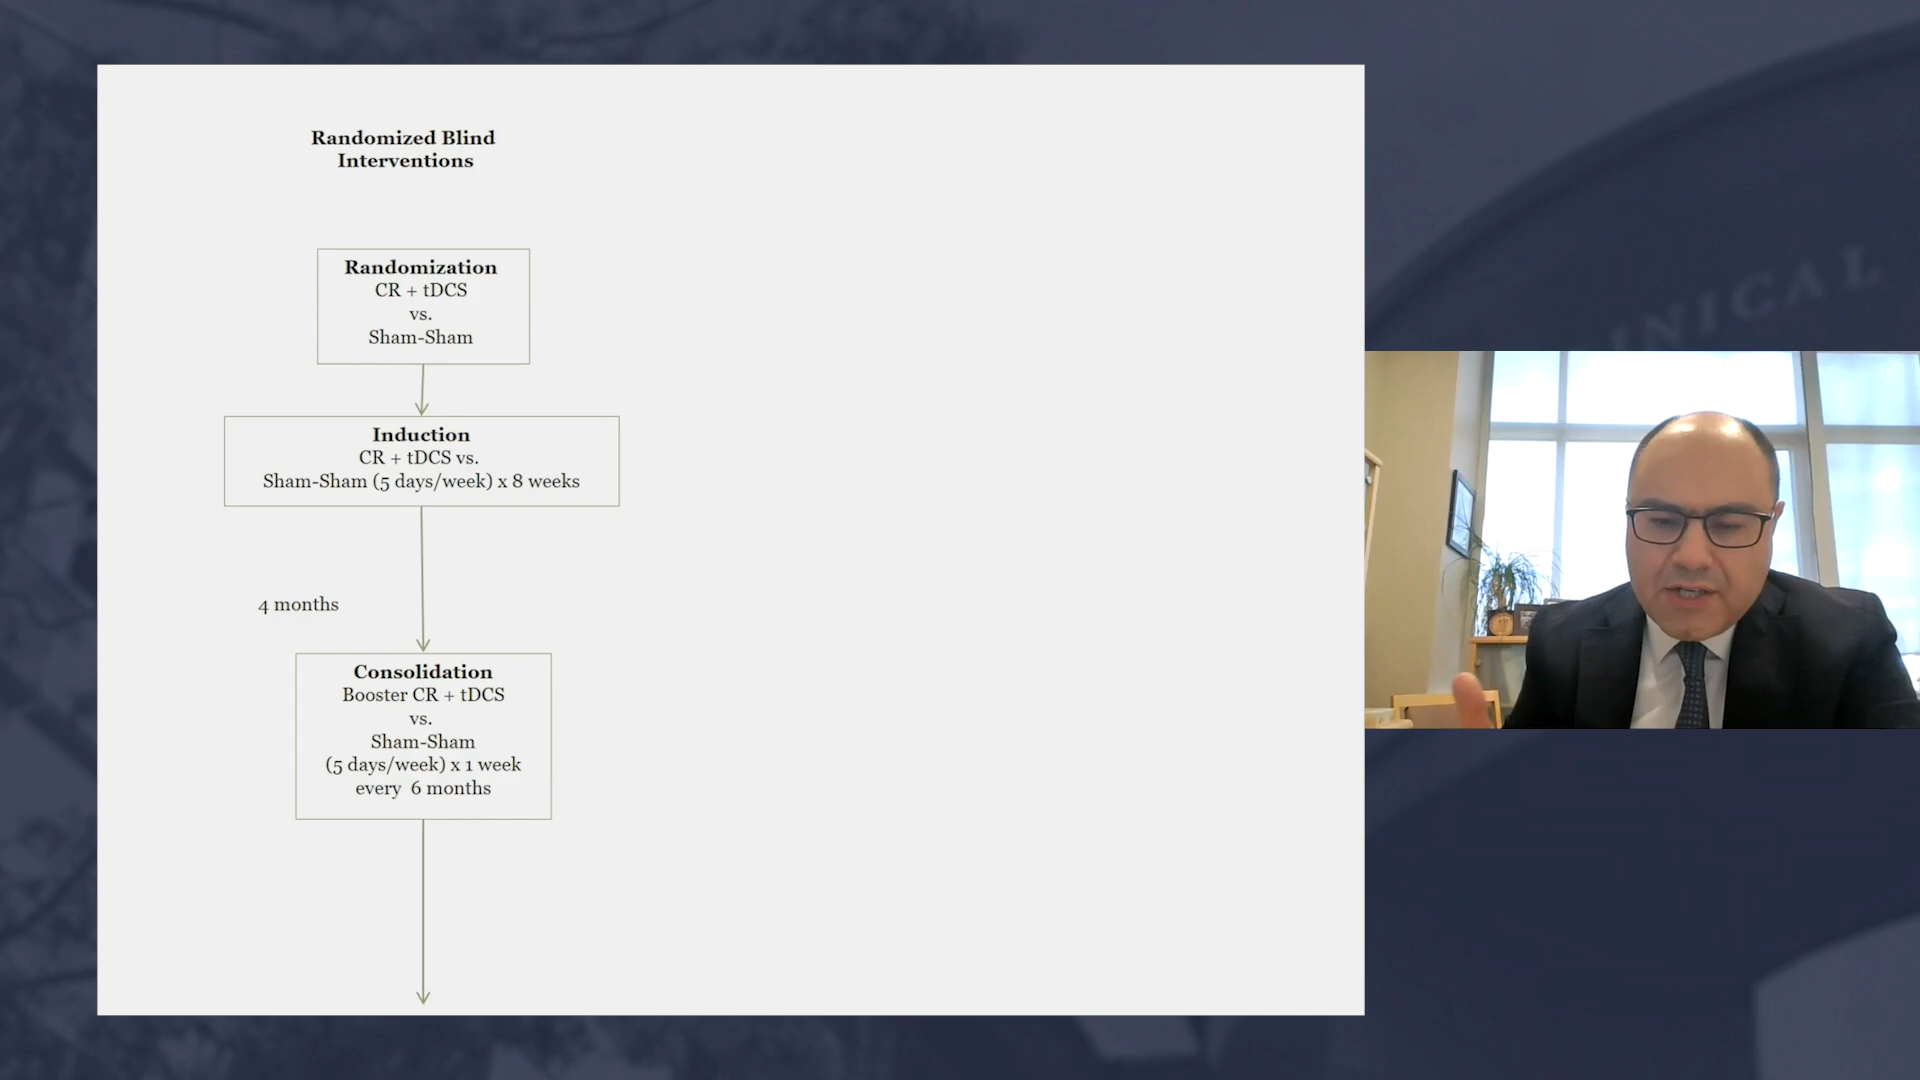 Randomized Blind
Interventions
Randomization
CR + tDCS
vs.
Sham-Sham
Induction
CR + tDCS vs.
Sham-Sham (5 days/week) x 8 weeks
4 months
Consolidation
Booster CR + tDCS
vs.
Sham-Sham
(5 days/week) x 1 week
every 6 months